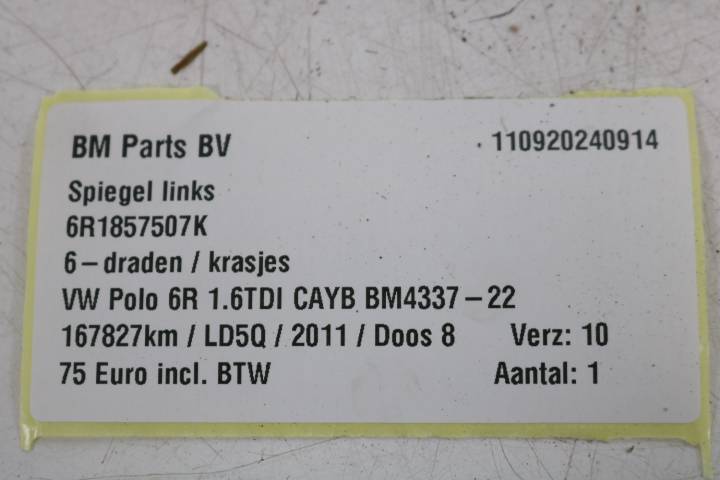 BM Parts BV 110920240914
Spiegel links
6R1857507K
6-draden / krasjes
VW Polo 6R 1.6TDI CAYB BM4337-22
167827km / LD5Q / 2011 / Doos 8 Verz: 10
75 Euro incl. BTW Aantal: 1